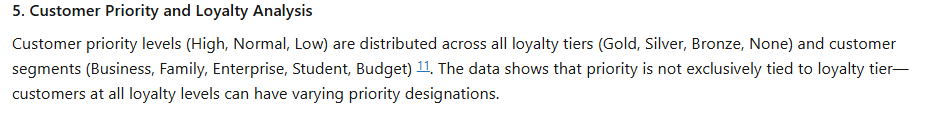 5. Customer Priority and Loyalty Analysis
Customer priority levels (High, Normal, Low) are distributed across all loyalty tiers (Gold, Silver, Bronze, None) and customer
segments (Business, Family, Enterprise, Student, Budget) 11. The data shows that priority is not exclusively tied to loyalty tier—
customers at all loyalty levels can have varying priority designations.